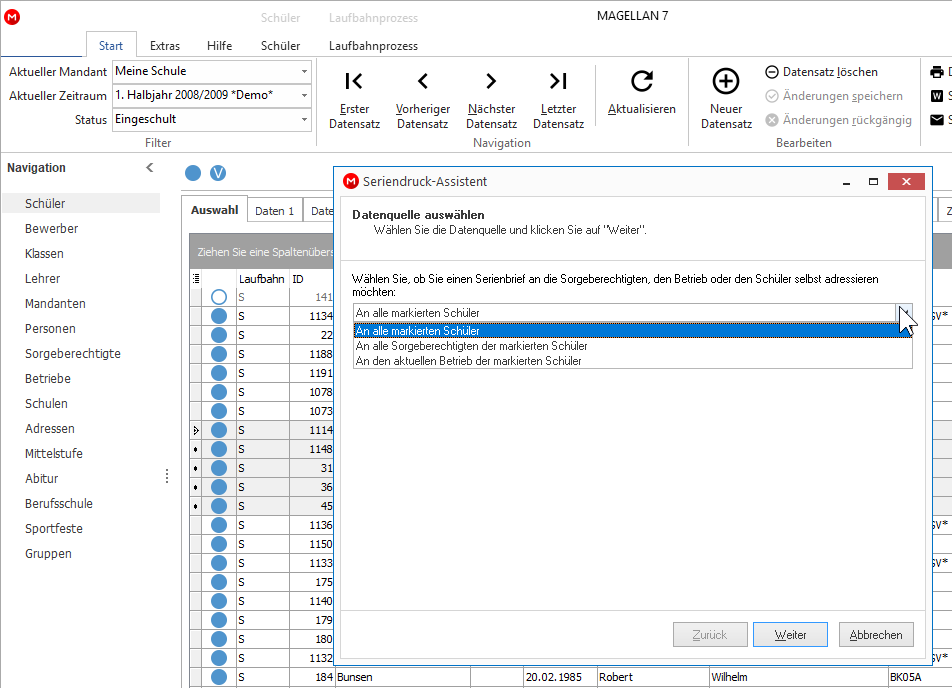 Schüler Laufbahnprozess MAGELLAN 7
Start Extras Hilfe Schüler Laufbahnprozess
Aktueller Mandant Meine Schule
Aktueller Zeitraum 1. Halbjahr 2008/2009 *Demo*
Status Eingeschult
Filter
Erster Datensatz
Vorheriger Datensatz
Nächster Datensatz
Letzter Datensatz
Aktualisieren
Navigation
Neuer Datensatz
Datensatz löschen
Änderungen speichern
Änderungen rückgängig
Bearbeiten
Navigation
Schüler
Bewerber
Klassen
Lehrer
Mandanten
Personen
Sorgeberechtigte
Betriebe
Schulen
Adressen
Mittelstufe
Abitur
Berufsschule
Sportfeste
Gruppen
V
Auswahl Daten 1 Date
Ziehen Sie eine Spaltenübers
Laufbahn ID
S 141
S 1134
S 22
S 1188
S 1191
S 1078
S 1073
S 1114
S 1148
S 31
S 36
S 45
S 1136
S 1150
S 1133
S 175
S 1140
S 179
S 180
S 1132
S 184 Bunsen 20.02.1985 Robert Wilhelm BK05A
Seriendruck-Assistent
Datenquelle auswählen
Wählen Sie die Datenquelle und klicken Sie auf "Weiter".
Wählen Sie, ob Sie einen Serienbrief an die Sorgeberechtigten, den Betrieb oder den Schüler selbst adressieren
möchten:
An alle markierten Schüler
An alle markierten Schüler
An alle Sorgeberechtigten der markierten Schüler
An den aktuellen Betrieb der markierten Schüler
Zurück Weiter Abbrechen